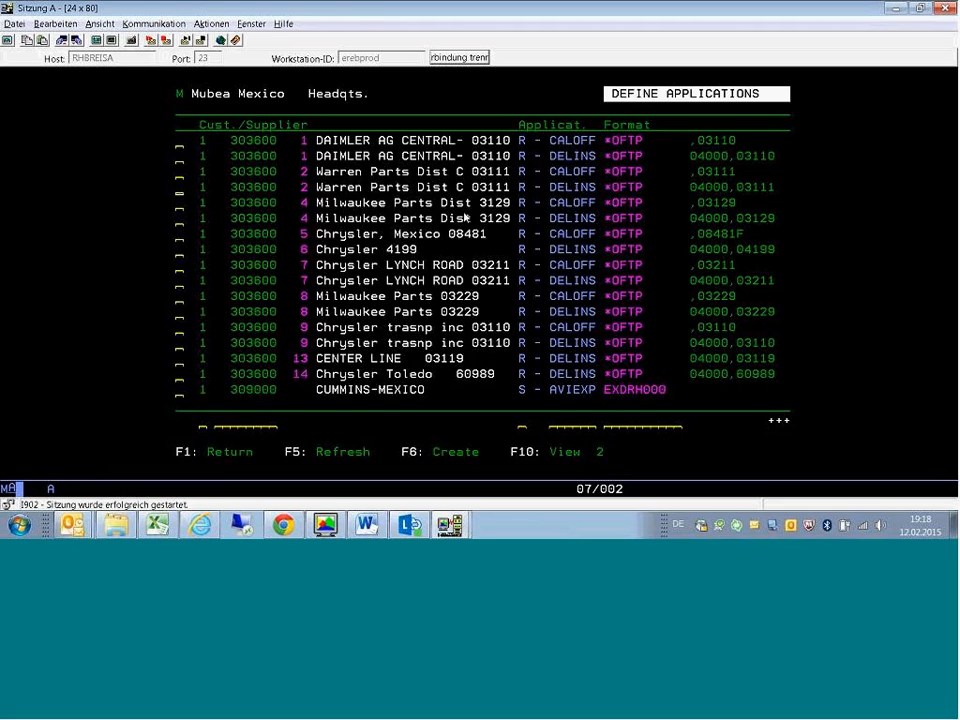 Sitzung A - [24 x 80]
Datei Bearbeiten Ansicht Kommunikation Aktionen Fenster Hilfe
Host: RHBREISA Port: 23 Workstation-ID: erebprod rbindung trenr
M Mubea Mexico Headqts. DEFINE APPLICATIONS
Cust./Supplier Applicat. Format
1 303600 1 DAIMLER AG CENTRAL- 03110 R - CALOFF *OFTP ,03110
1 303600 1 DAIMLER AG CENTRAL- 03110 R - DELINS *OFTP 04000,03110
1 303600 2 Warren Parts Dist C 03111 R - CALOFF *OFTP ,03111
1 303600 2 Warren Parts Dist C 03111 R - DELINS *OFTP 04000,03111
1 303600 4 Milwaukee Parts Dist 3129 R - CALOFF *OFTP ,03129
1 303600 4 Milwaukee Parts Dist 3129 R - DELINS *OFTP 04000,03129
1 303600 5 Chrysler, Mexico 08481 R - CALOFF *OFTP ,08481F
1 303600 6 Chrysler 4199 R - DELINS *OFTP 04000,04199
1 303600 7 Chrysler LYNCH ROAD 03211 R - CALOFF *OFTP ,03211
1 303600 7 Chrysler LYNCH ROAD 03211 R - DELINS *OFTP 04000,03211
1 303600 8 Milwaukee Parts 03229 R - CALOFF *OFTP ,03229
1 303600 8 Milwaukee Parts 03229 R - DELINS *OFTP 04000,03229
1 303600 9 Chrysler trasnp inc 03110 R - CALOFF *OFTP ,03110
1 303600 9 Chrysler trasnp inc 03110 R - DELINS *OFTP 04000,03110
1 303600 13 CENTER LINE 03119 R - DELINS *OFTP 04000,03119
1 303600 14 Chrysler Toledo 60989 R - DELINS *OFTP 04000,60989
1 309000 CUMMINS-MEXICO S - AVIEXP EXDRH000
+++
F1: Return F5: Refresh F6: Create F10: View 2
MA A 07/002
I902 - Sitzung wurde erfolgreich gestartet.
DE 19:18
12.02.2015